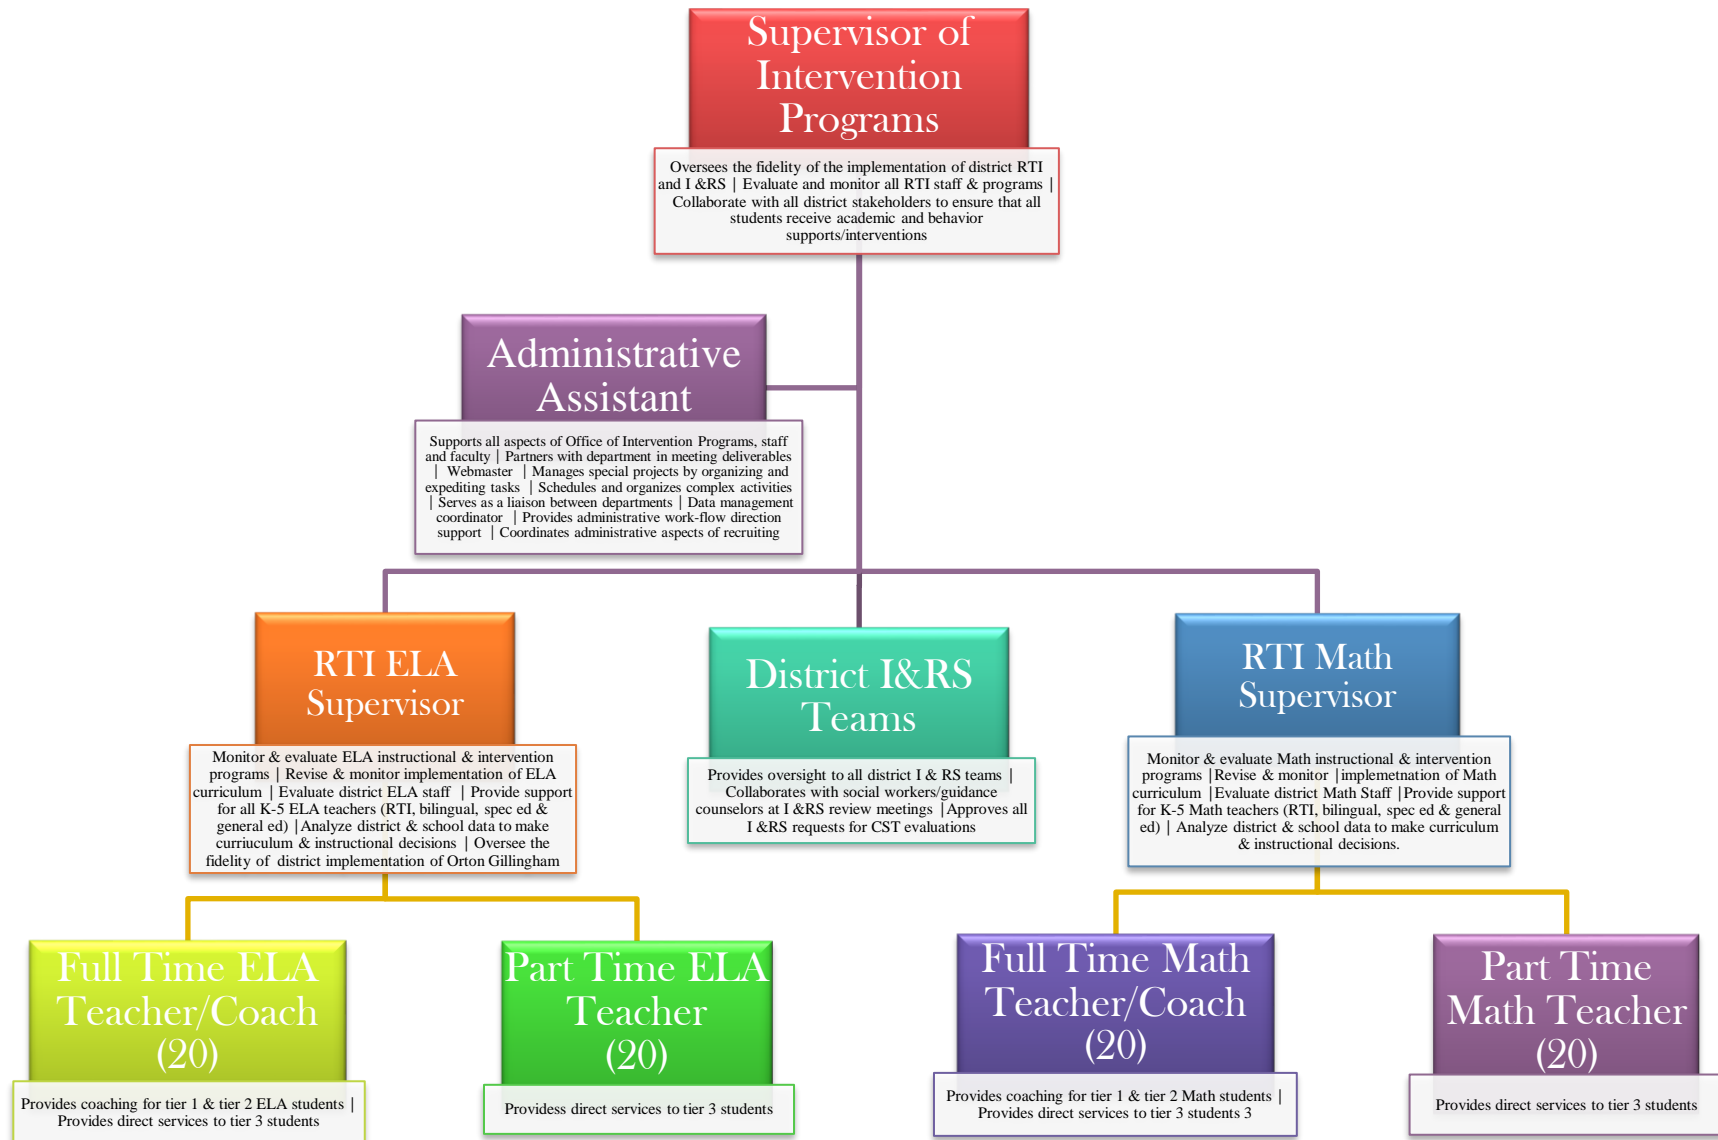 Supervisor of
Intervention
Programs
Oversees the fidelity of the implementation of district RTI
and I &RS | Evaluate and monitor all RTI staff & programs |
Collaborate with all district stakeholders to ensure that all
students receive academic and behavior
supports/interventions
Administrative
Assistant
Supports all aspects of Office of Intervention Programs, staff
and faculty | Partners with department in meeting deliverables
| Webmaster | Manages special projects by organizing and
expediting tasks | Schedules and organizes complex activities
| Serves as a liaison between departments | Data management
coordinator | Provides administrative work-flow direction
support | Coordinates administrative aspects of recruiting
RTI ELA
Supervisor
Monitor & evaluate ELA instructional & intervention
programs | Revise & monitor implementation of ELA
curriculum | Evaluate district ELA staff | Provide support
for all K-5 ELA teachers (RTI, bilingual, spec ed &
general ed) |Analyze district & school data to make
curriuculum & instructional decisions | Oversee the
fidelity of district implementation of Orton Gillingham
District I&RS
Teams
Provides oversight to all district I & RS teams |
Collaborates with social workers/guidance
counselors at I &RS review meetings |Approves all
I &RS requests for CST evaluations
RTI Math
Supervisor
Monitor & evaluate Math instructional & intervention
programs |Revise & monitor |implemetnation of Math
curriculum |Evaluate district Math Staff |Provide support
for K-5 Math teachers (RTI, bilingual, spec ed & general
ed) | Analyze district & school data to make curriculum
& instructional decisions.
Full Time ELA
Teacher/Coach
(20)
Provides coaching for tier 1 & tier 2 ELA students |
Provides direct services to tier 3 students
Part Time ELA
Teacher
(20)
Providess direct services to tier 3 students
Full Time Math
Teacher/Coach
(20)
Provides coaching for tier 1 & tier 2 Math students |
Provides direct services to tier 3 students 3
Part Time
Math Teacher
(20)
Provides direct services to tier 3 students